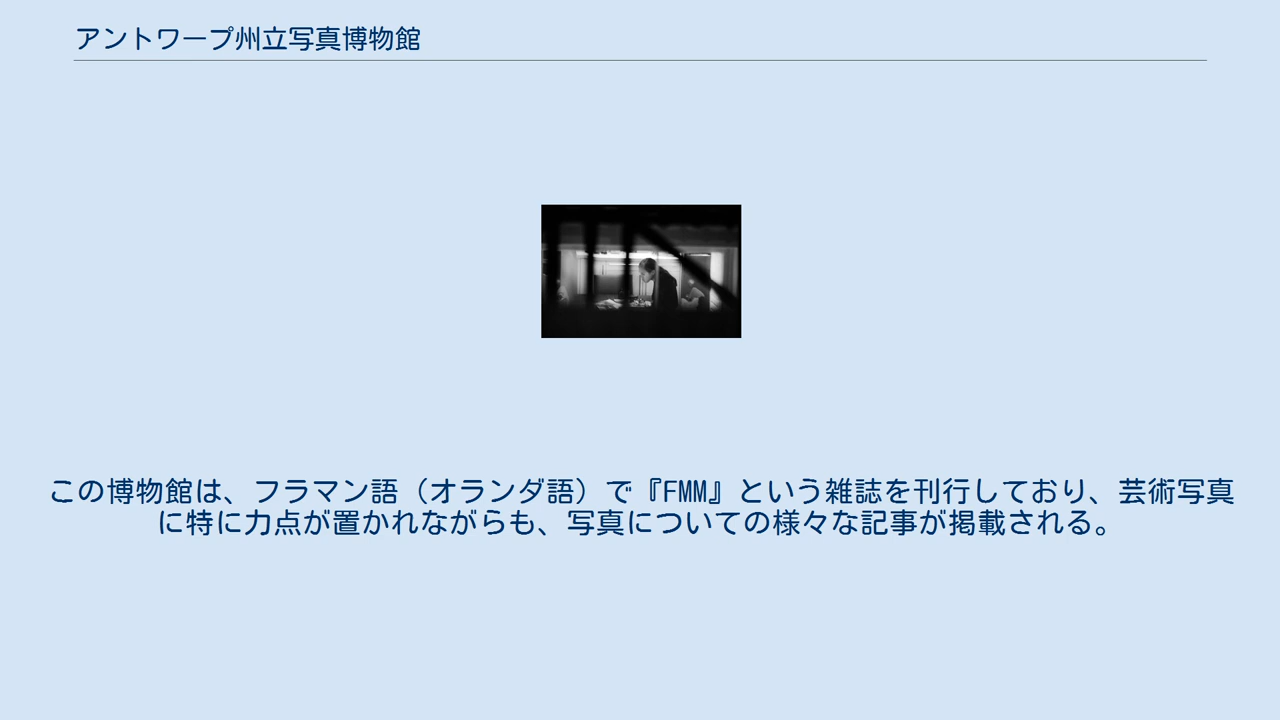 アントワープ州立写真博物館
この博物館は、フラマン語（オランダ語）で『FMM』という雑誌を刊行しており、芸術写真
に特に力点が置かれながらも、写真についての様々な記事が掲載される。